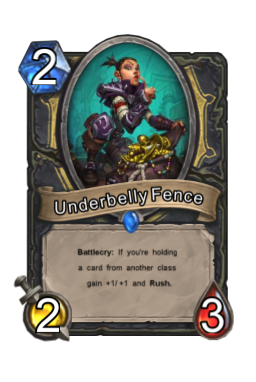 2
Underbelly Fence
Battlecry: If you're holding
a card from another class
gain +1/+1 and Rush.
2
3